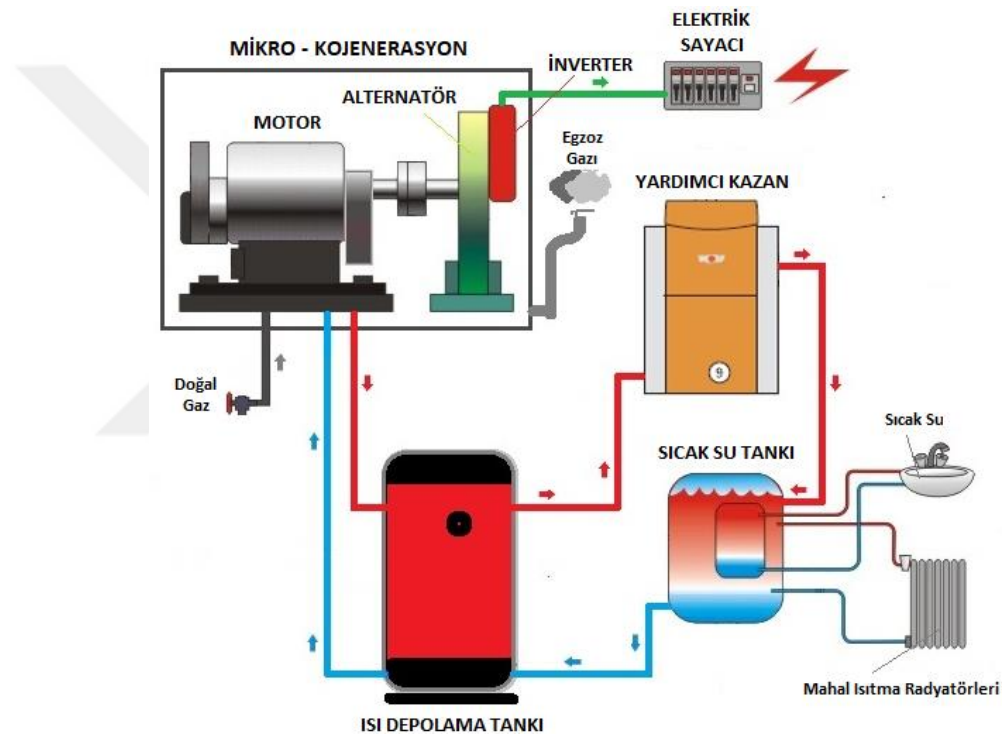 ELEKTRİK
SAYACI
MİKRO - KOJENERASYON
İNVERTER
ALTERNATÖR
MOTOR
Egzoz
Gazı
YARDIMCI KAZAN
9
Doğal
Gaz
Sıcak Su
SICAK SU TANKI
Mahal Isıtma Radyatörleri
ISI DEPOLAMA TANKI